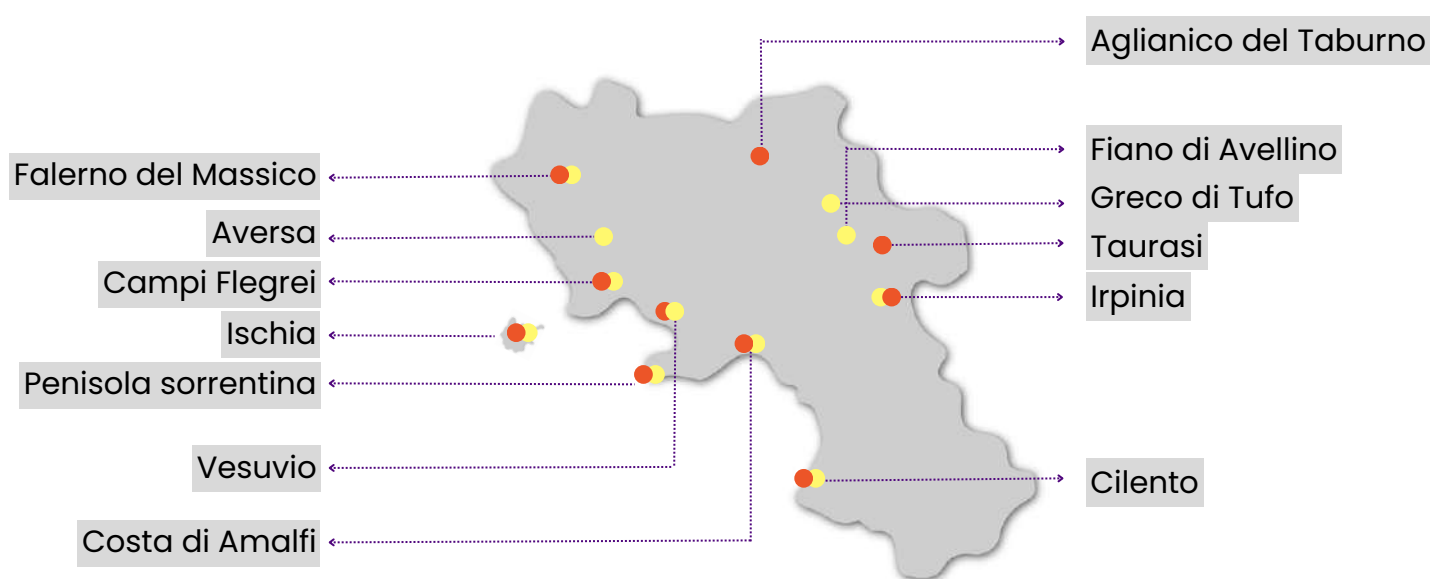 Aglianico del Taburno
Fiano di Avellino
Falerno del Massico
Greco di Tufo
Aversa
Taurasi
Campi Flegrei
Irpinia
Ischia
Penisola sorrentina
Vesuvio
Cilento
Costa di Amalfi